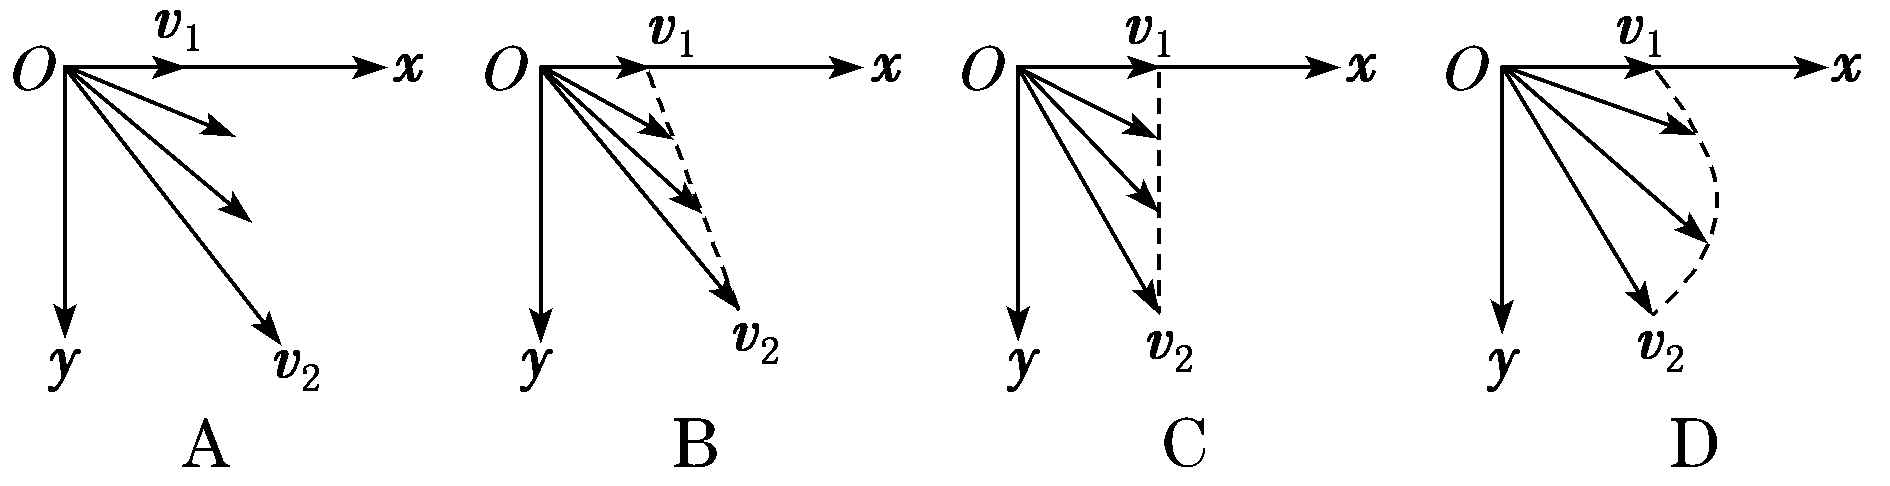 v₁ v₁ v₁ v₁
O x O x O x O x
y v₂ y v₂ y v₂ y v₂
A B C D